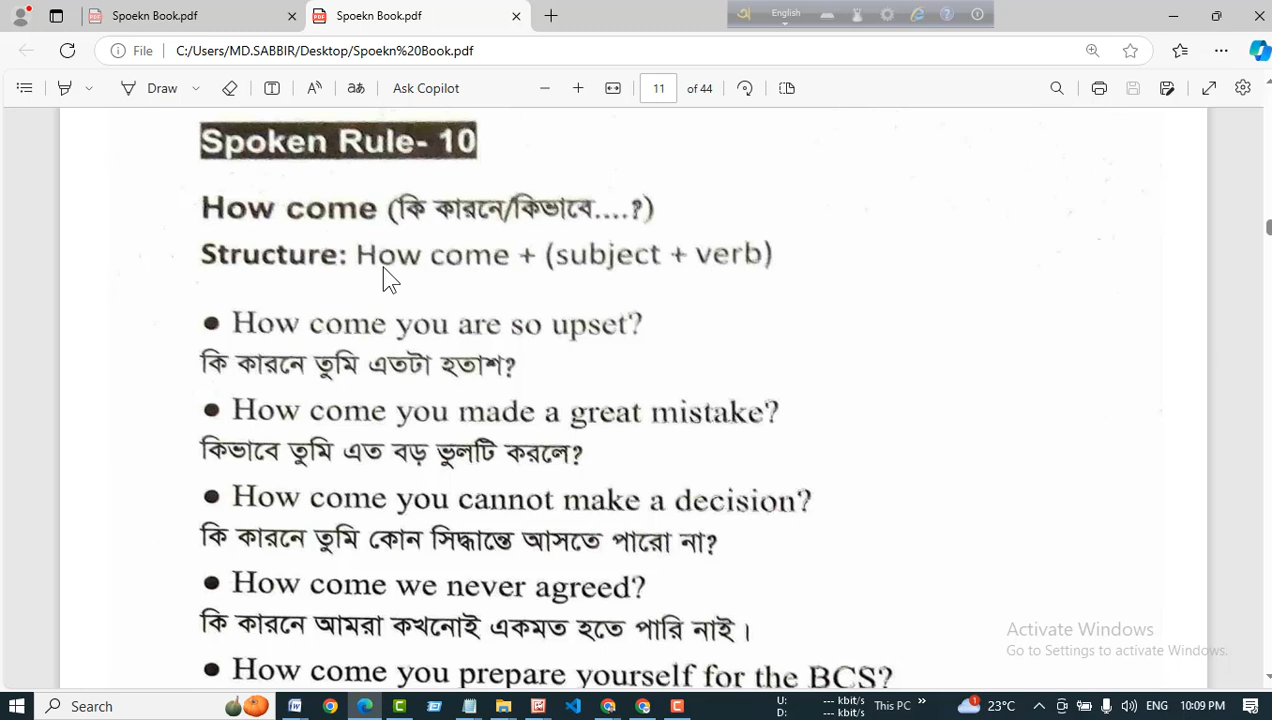 Spoekn Book.pdf
Spoekn Book.pdf
English
File
C:/Users/MD.SABBIR/Desktop/Spoekn%20Book.pdf
Draw
Ask Copilot
11 of 44
Spoken Rule- 10
How come (কি কারনে/কিভাবে....?)
Structure: How come + (subject + verb)
● How come you are so upset?
কি কারনে তুমি এতটা হতাশ?
● How come you made a great mistake?
কিভাবে তুমি এত বড় ভুলটি করলে?
● How come you cannot make a decision?
কি কারনে তুমি কোন সিদ্ধান্তে আসতে পারো না?
● How come we never agreed?
কি কারনে আমরা কখনোই একমত হতে পারি নাই।
● How come you prepare yourself for the BCS?
Activate Windows
Go to Settings to activate Windows.
Search
U: --- kbit/s
D: --- kbit/s
This PC
1
23°C
ENG
10:09 PM